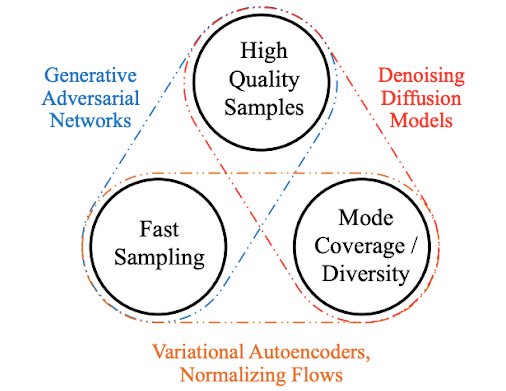 High
Quality
Samples
Generative
Adversarial
Networks
Denoising
Diffusion
Models
Fast
Sampling
Mode
Coverage /
Diversity
Variational Autoencoders,
Normalizing Flows